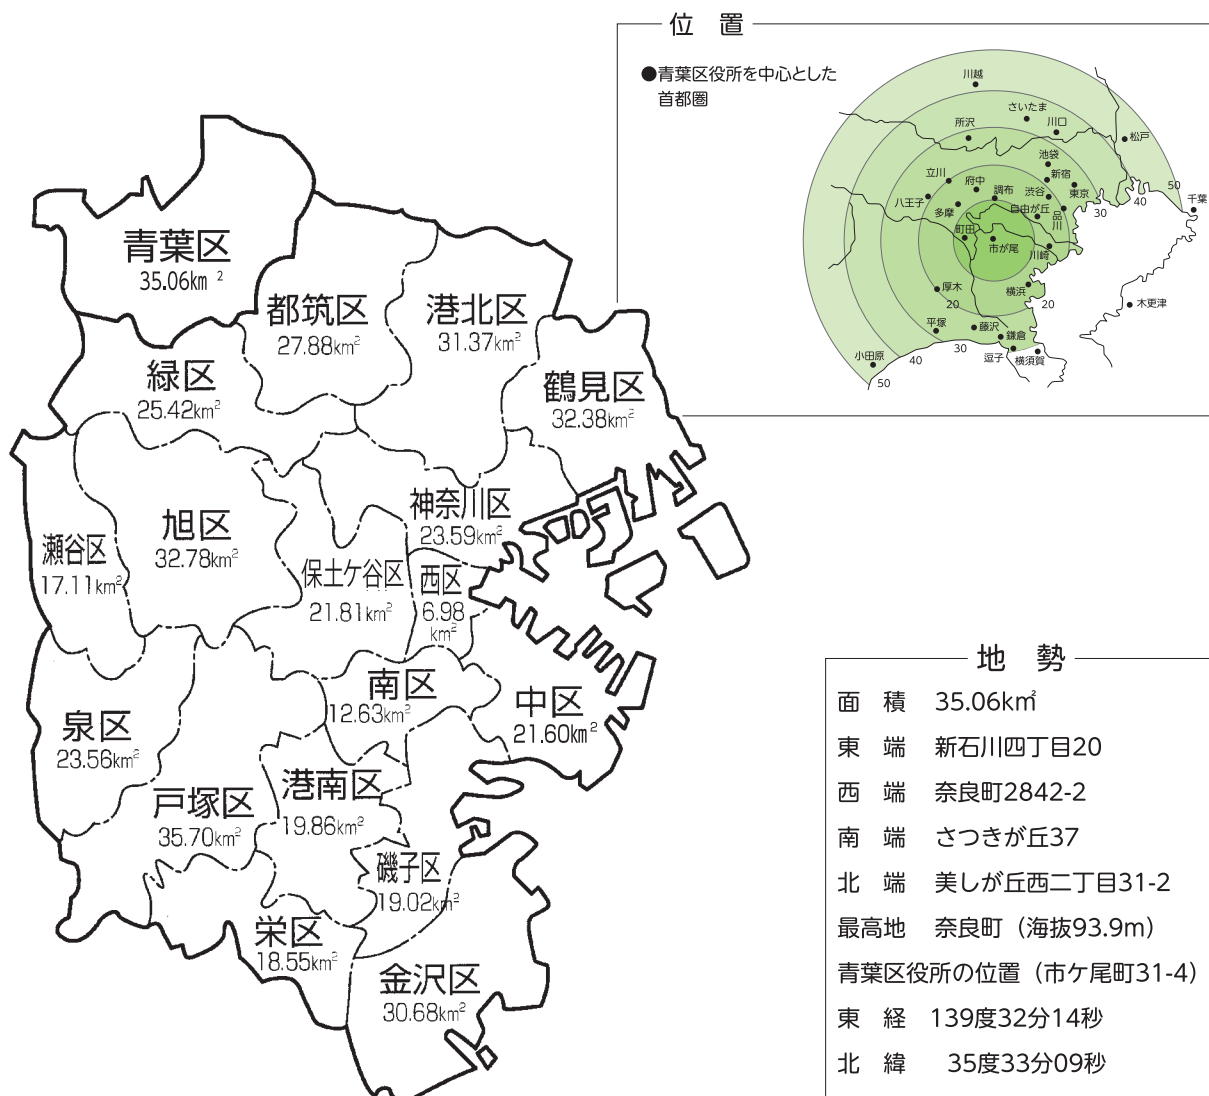 位 置
●青葉区役所を中心とした
首都圏
川越
さいたま
川口
所沢
松戸
池袋
立川
府中
新宿
東京
八王子
調布
渋谷
多摩
自由が丘
品川
町田
市が尾
川崎
千葉
厚木
横浜
木更津
平塚
藤沢
鎌倉
小田原
逗子
横須賀
50
40
30
20
20
30
40
50
青葉区
35.06km²
都筑区
27.88km²
港北区
31.37km²
緑区
25.42km²
鶴見区
32.38km²
神奈川区
23.59km²
旭区
32.78km²
瀬谷区
17.11km²
保土ケ谷区
21.81km²
西区
6.98
km²
南区
12.63km²
中区
21.60km²
泉区
23.56km²
戸塚区
35.70km²
港南区
19.86km²
磯子区
19.02km²
栄区
18.55km²
金沢区
30.68km²
地 勢
面 積 35.06km²
東 端 新石川四丁目20
西 端 奈良町2842-2
南 端 さつきが丘37
北 端 美しが丘西二丁目31-2
最高地 奈良町（海抜93.9m）
青葉区役所の位置（市ケ尾町31-4）
東 経 139度32分14秒
北 緯 35度33分09秒